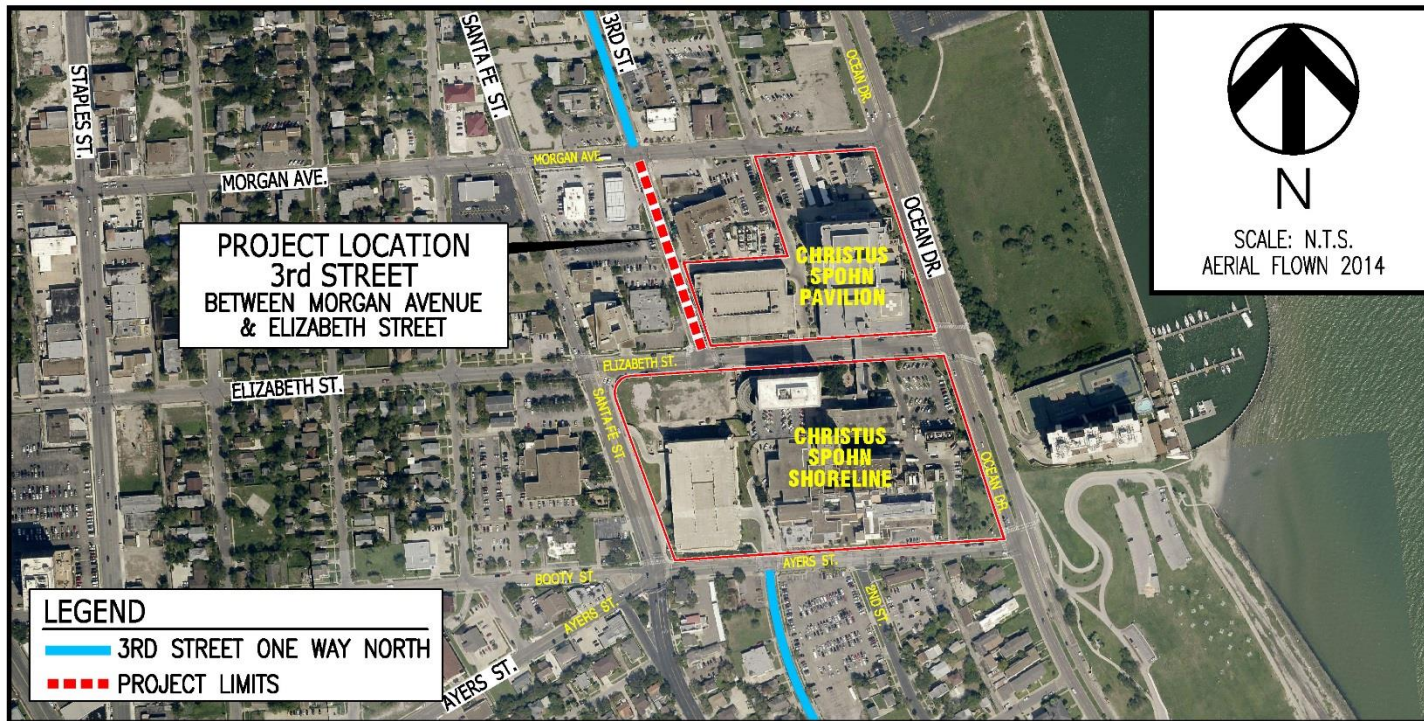 STAPLES ST.
SANTA FE ST.
3RD ST.
OCEAN DR.
MORGAN AVE.
MORGAN AVE.
N
SCALE: N.T.S.
AERIAL FLOWN 2014
PROJECT LOCATION
3rd STREET
BETWEEN MORGAN AVENUE
& ELIZABETH STREET
OCEAN DR.
CHRISTUS
SPOHN
PAVILION
ELIZABETH ST.
ELIZABETH ST.
SANTA FE ST.
CHRISTUS
SPOHN
SHORELINE
OCEAN DR
AYERS ST.
BOOTY ST.
AYERS ST
2ND ST
AYERS ST.
LEGEND
3RD STREET ONE WAY NORTH
PROJECT LIMITS